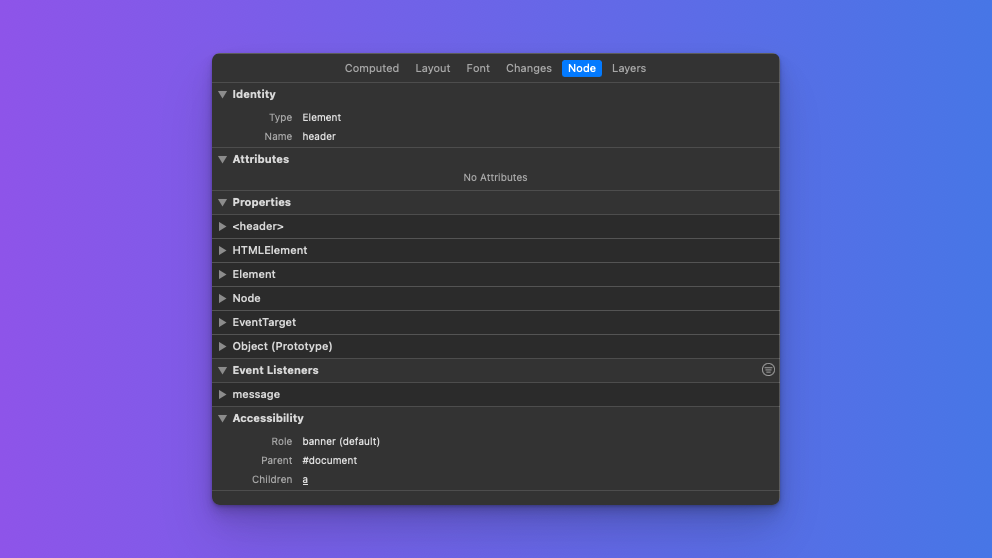 Computed Layout Font Changes Node Layers
Identity
Type Element
Name header
Attributes
No Attributes
Properties
<header>
HTMLElement
Element
Node
EventTarget
Object (Prototype)
Event Listeners
message
Accessibility
Role banner (default)
Parent #document
Children a